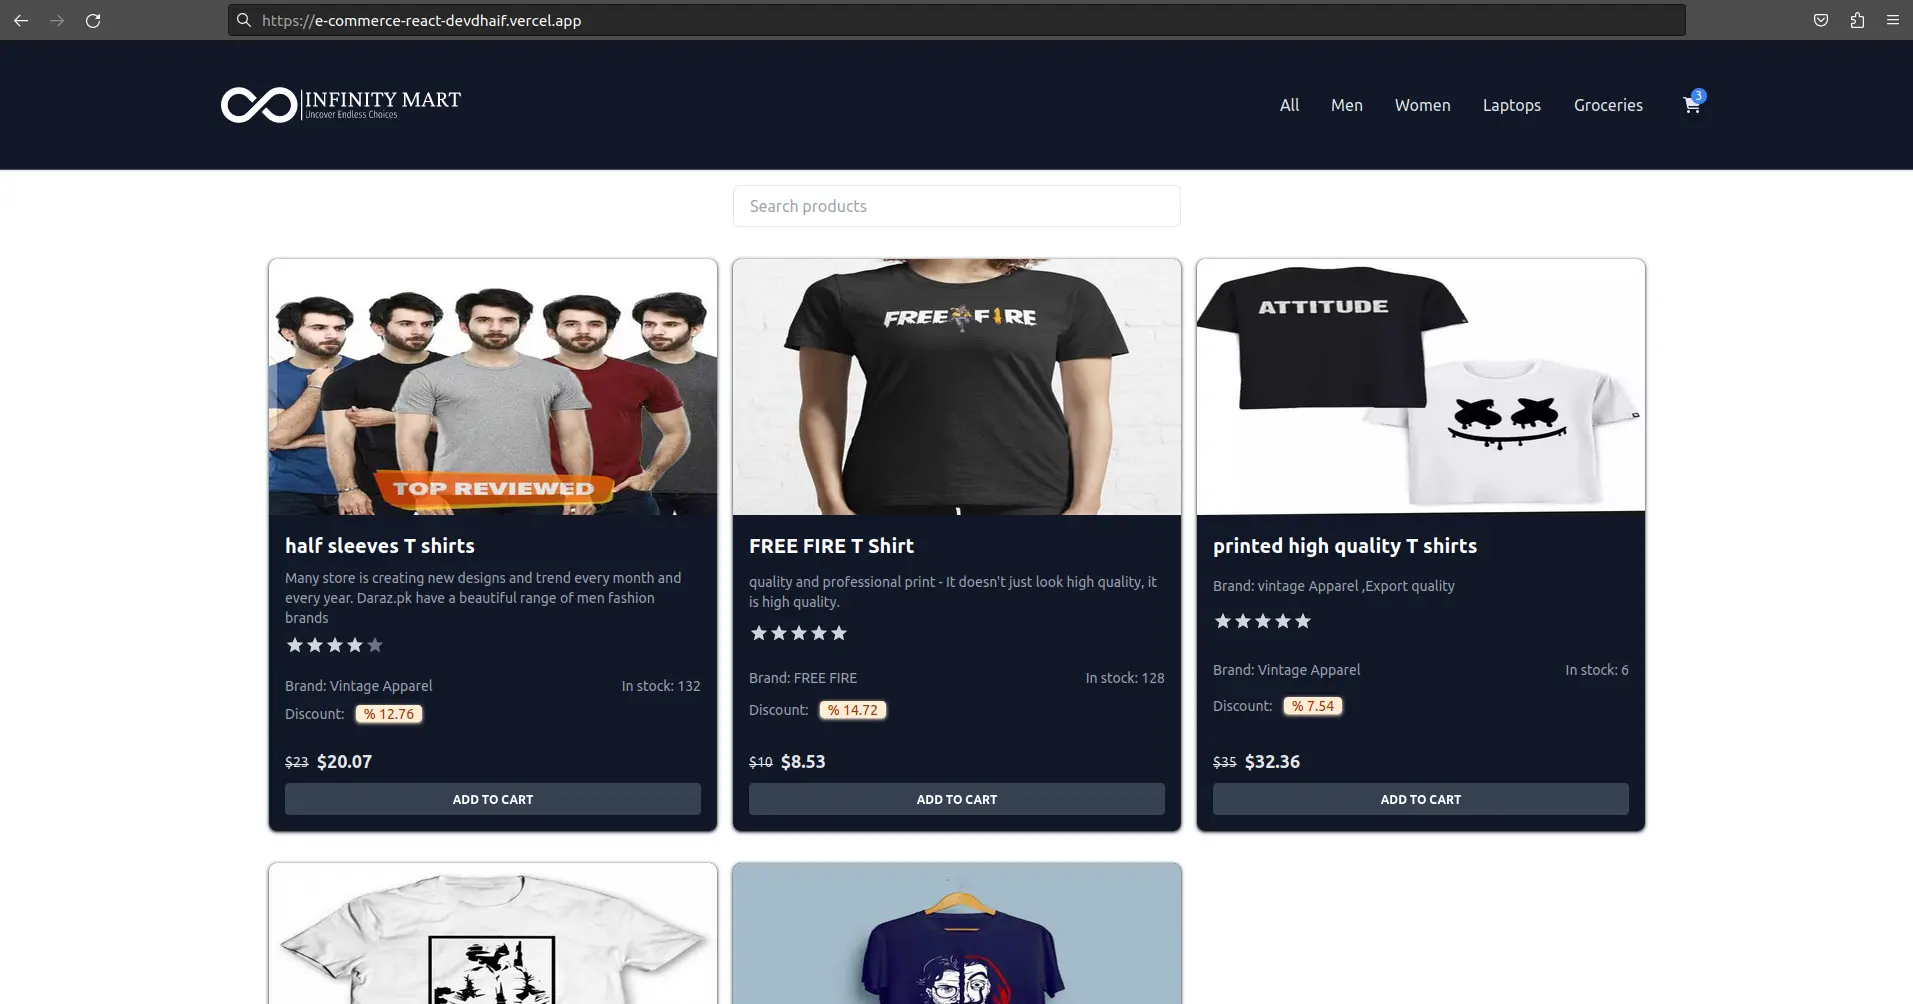 https://e-commerce-react-devdhaif.vercel.app
INFINITY MART
Uncover Endless Choices
All Men Women Laptops Groceries 3
Search products
TOP REVIEWED
half sleeves T shirts
Many store is creating new designs and trend every month and
every year. Daraz.pk have a beautiful range of men fashion
brands
Brand: Vintage Apparel In stock: 132
Discount: % 12.76
$23 $20.07
ADD TO CART
FREE FIRE
FREE FIRE T Shirt
quality and professional print - It doesn't just look high quality, it
is high quality.
Brand: FREE FIRE In stock: 128
Discount: % 14.72
$10 $8.53
ADD TO CART
ATTITUDE
printed high quality T shirts
Brand: vintage Apparel ,Export quality
Brand: Vintage Apparel In stock: 6
Discount: % 7.54
$35 $32.36
ADD TO CART